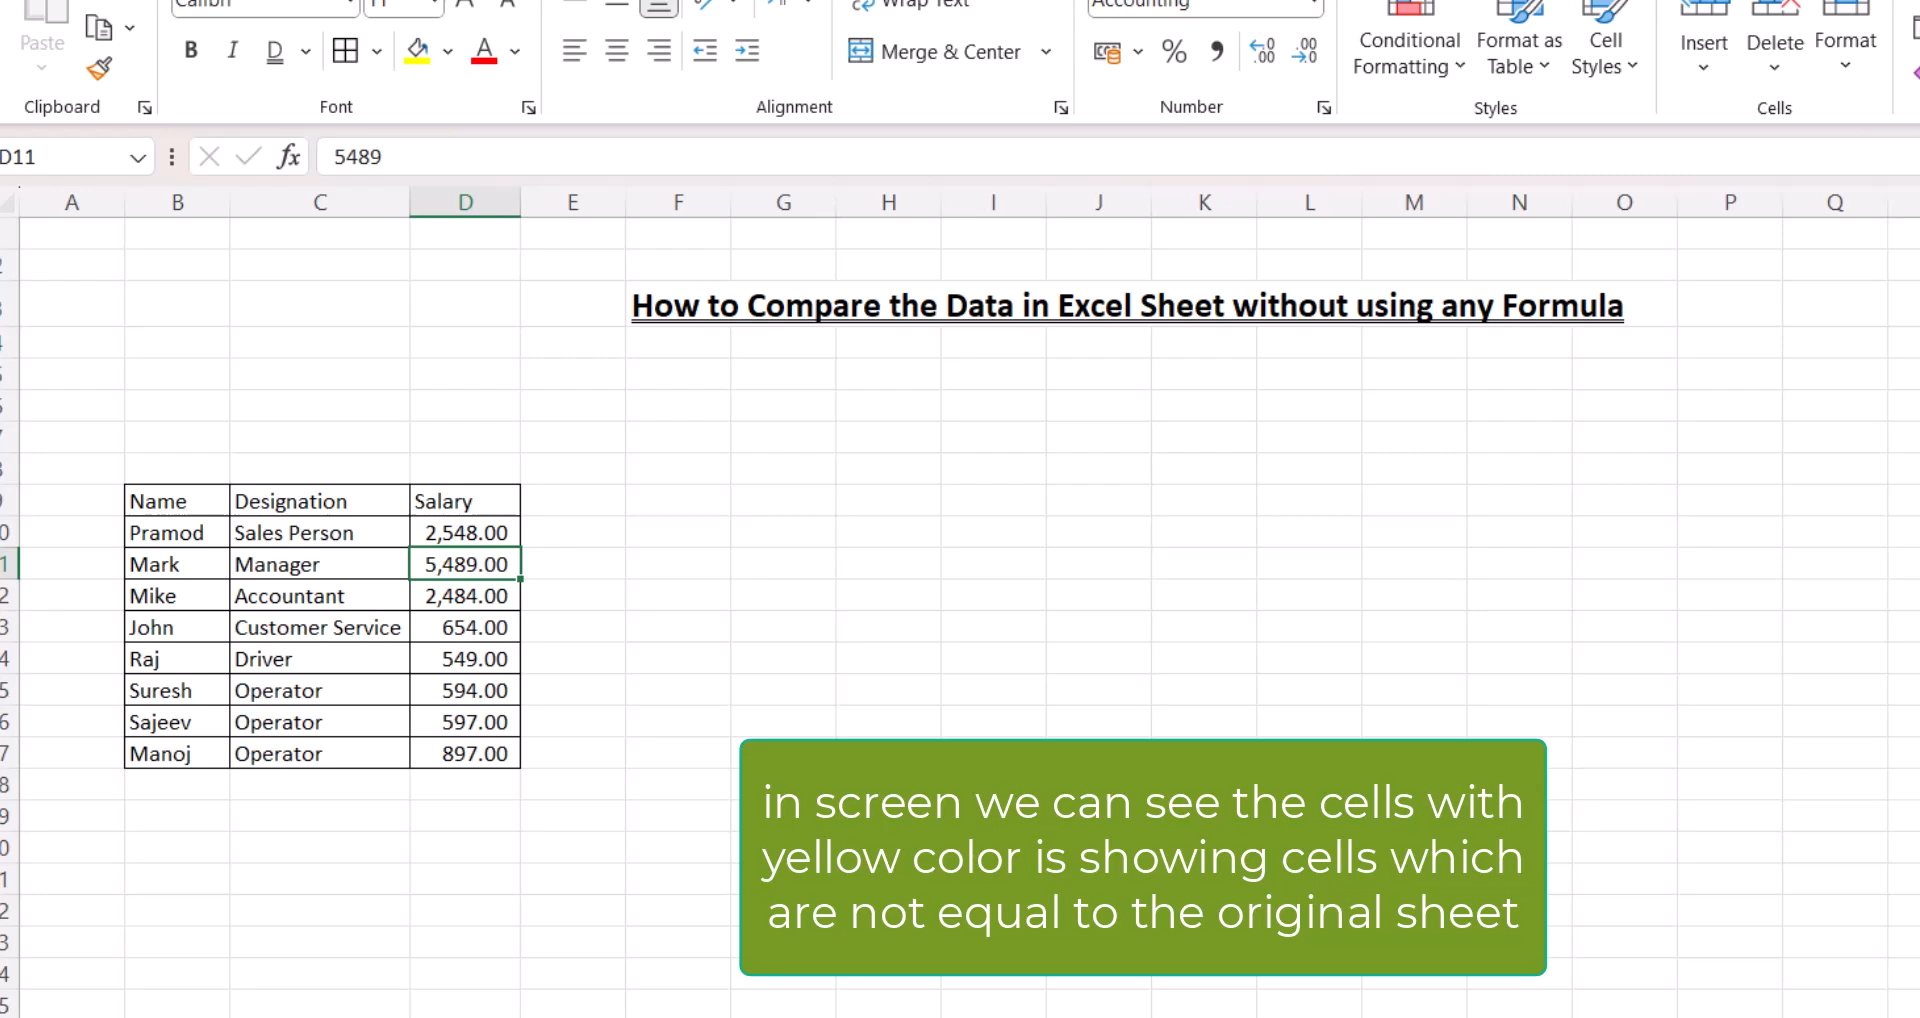 Calibri 11 A A Wrap Text Accounting
Paste B I D A Merge & Center % Conditional Formatting Format as Table Cell Styles Insert Delete Format
Clipboard Font Alignment Number Styles Cells
D11 fx 5489
A B C D E F G H I J K L M N O P Q
How to Compare the Data in Excel Sheet without using any Formula
Name Designation Salary
Pramod Sales Person 2,548.00
Mark Manager 5,489.00
Mike Accountant 2,484.00
John Customer Service 654.00
Raj Driver 549.00
Suresh Operator 594.00
Sajeev Operator 597.00
Manoj Operator 897.00
in screen we can see the cells with
yellow color is showing cells which
are not equal to the original sheet